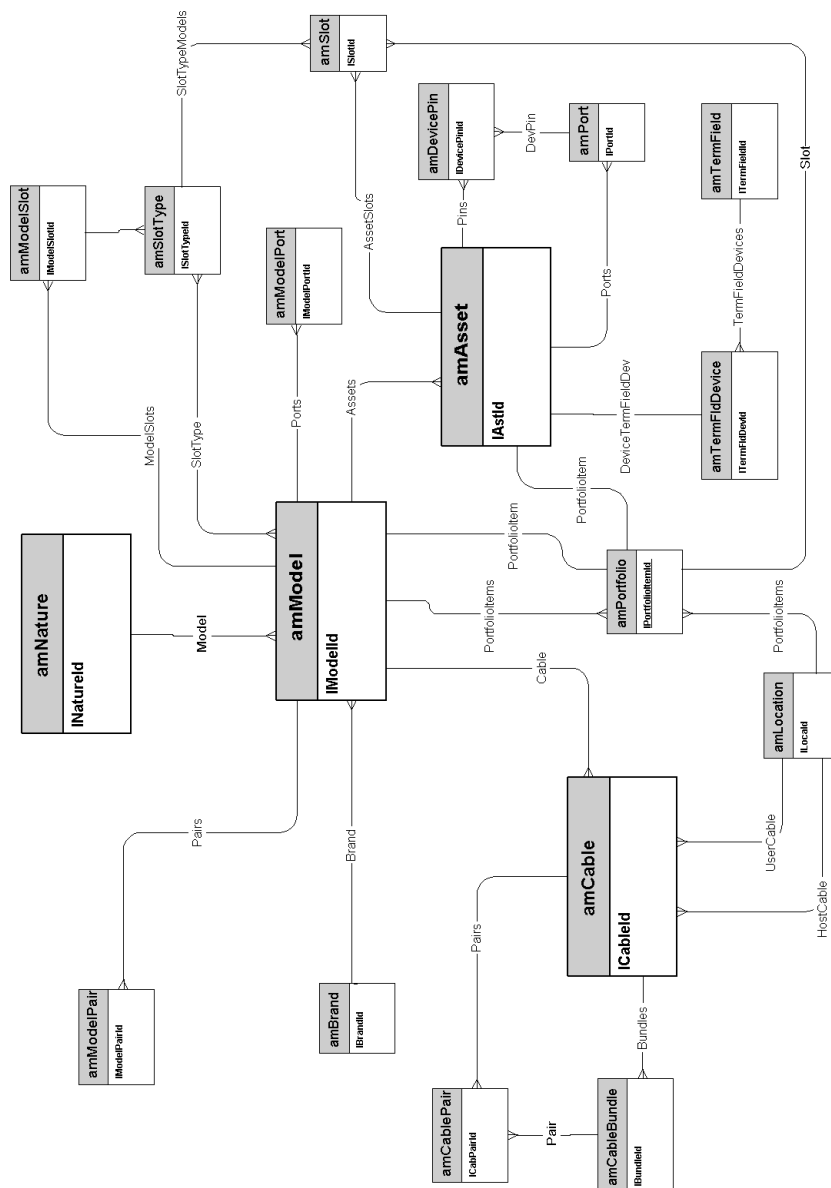 amNature
lNatureId
amModelSlot
lModelSlotId
amModelPair
lModelPairId
SlotTypeModels
amSlotType
lSlotTypeId
ModelSlots
Pairs
Model
SlotType
amModelPort
lModelPortId
Ports
amSlot
lSlotId
amModel
lModelId
amBrand
lBrandId
Brand
Assets
AssetSlots
amDevicePin
lDevicePinId
Pins
DevPin
amPort
lPortId
amAsset
lAstId
Ports
amCablePair
lCabPairId
Pairs
Pair
Cable
PortfolioItems
PortfolioItem
PortfolioItem
DeviceTermFieldDev
amTermField
lTermFieldId
TermFieldDevices
amTermFldDevice
lTermFldDevId
amPortfolio
lPortfolioItemId
Slot
amCable
lCableId
amCableBundle
lBundleId
Bundles
UserCable
HostCable
amLocation
lLocaId
PortfolioItems